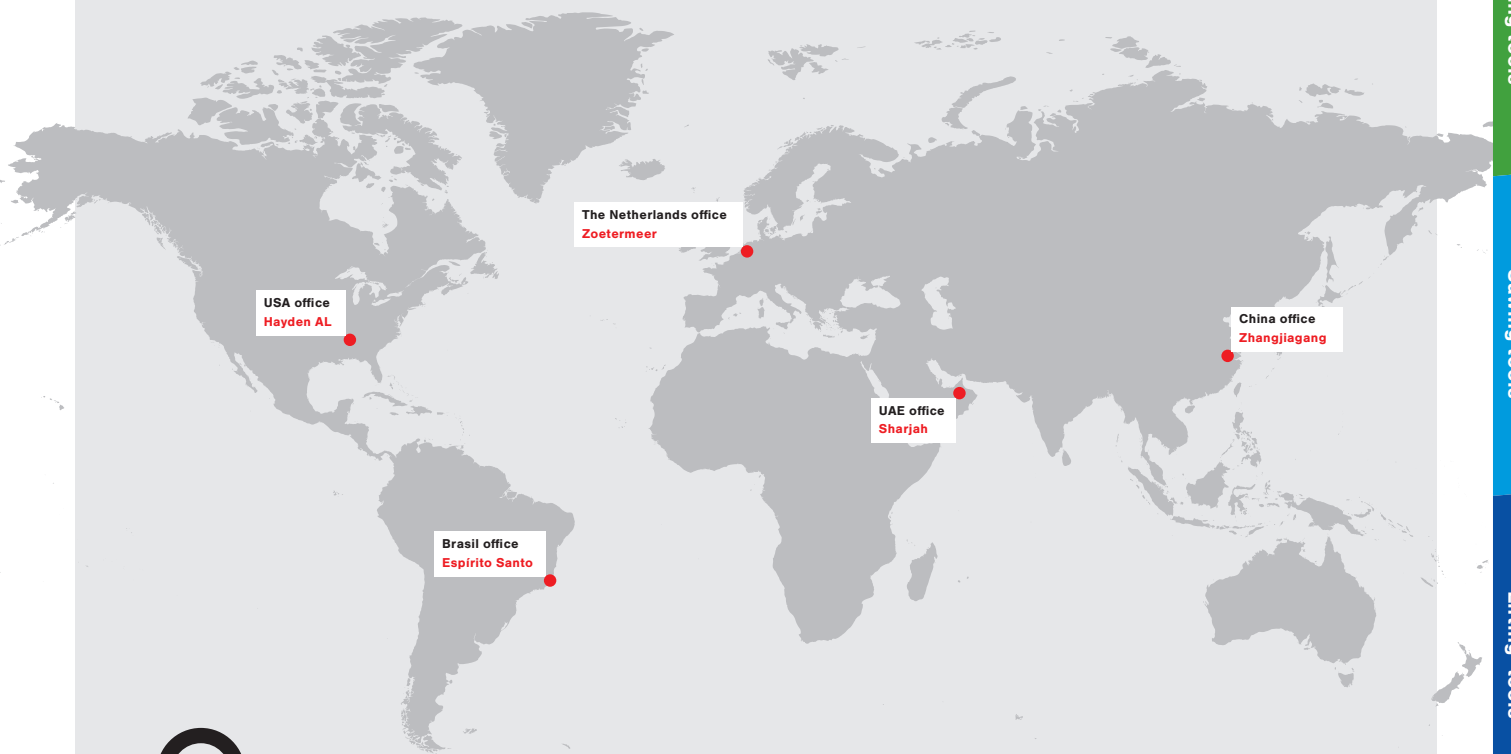 The Netherlands office
Zoetermeer
USA office
Hayden AL
China office
Zhangjiagang
UAE office
Sharjah
Brasil office
Espírito Santo